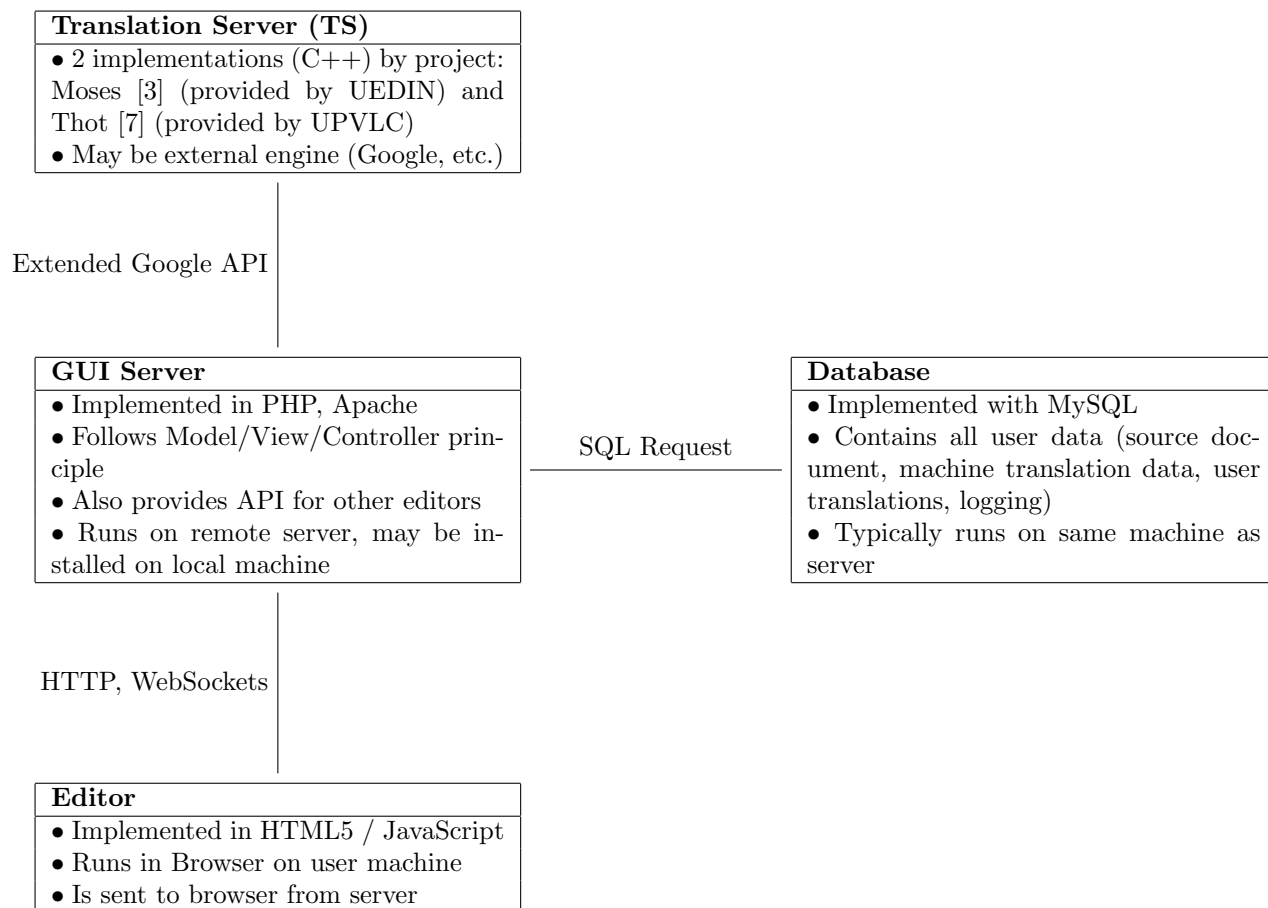 Translation Server (TS)
• 2 implementations (C++) by project:
Moses [3] (provided by UEDIN) and
Thot [7] (provided by UPVLC)
• May be external engine (Google, etc.)
Extended Google API
GUI Server
• Implemented in PHP, Apache
• Follows Model/View/Controller prin-
ciple
• Also provides API for other editors
• Runs on remote server, may be in-
stalled on local machine
SQL Request
Database
• Implemented with MySQL
• Contains all user data (source doc-
ument, machine translation data, user
translations, logging)
• Typically runs on same machine as
server
HTTP, WebSockets
Editor
• Implemented in HTML5 / JavaScript
• Runs in Browser on user machine
• Is sent to browser from server